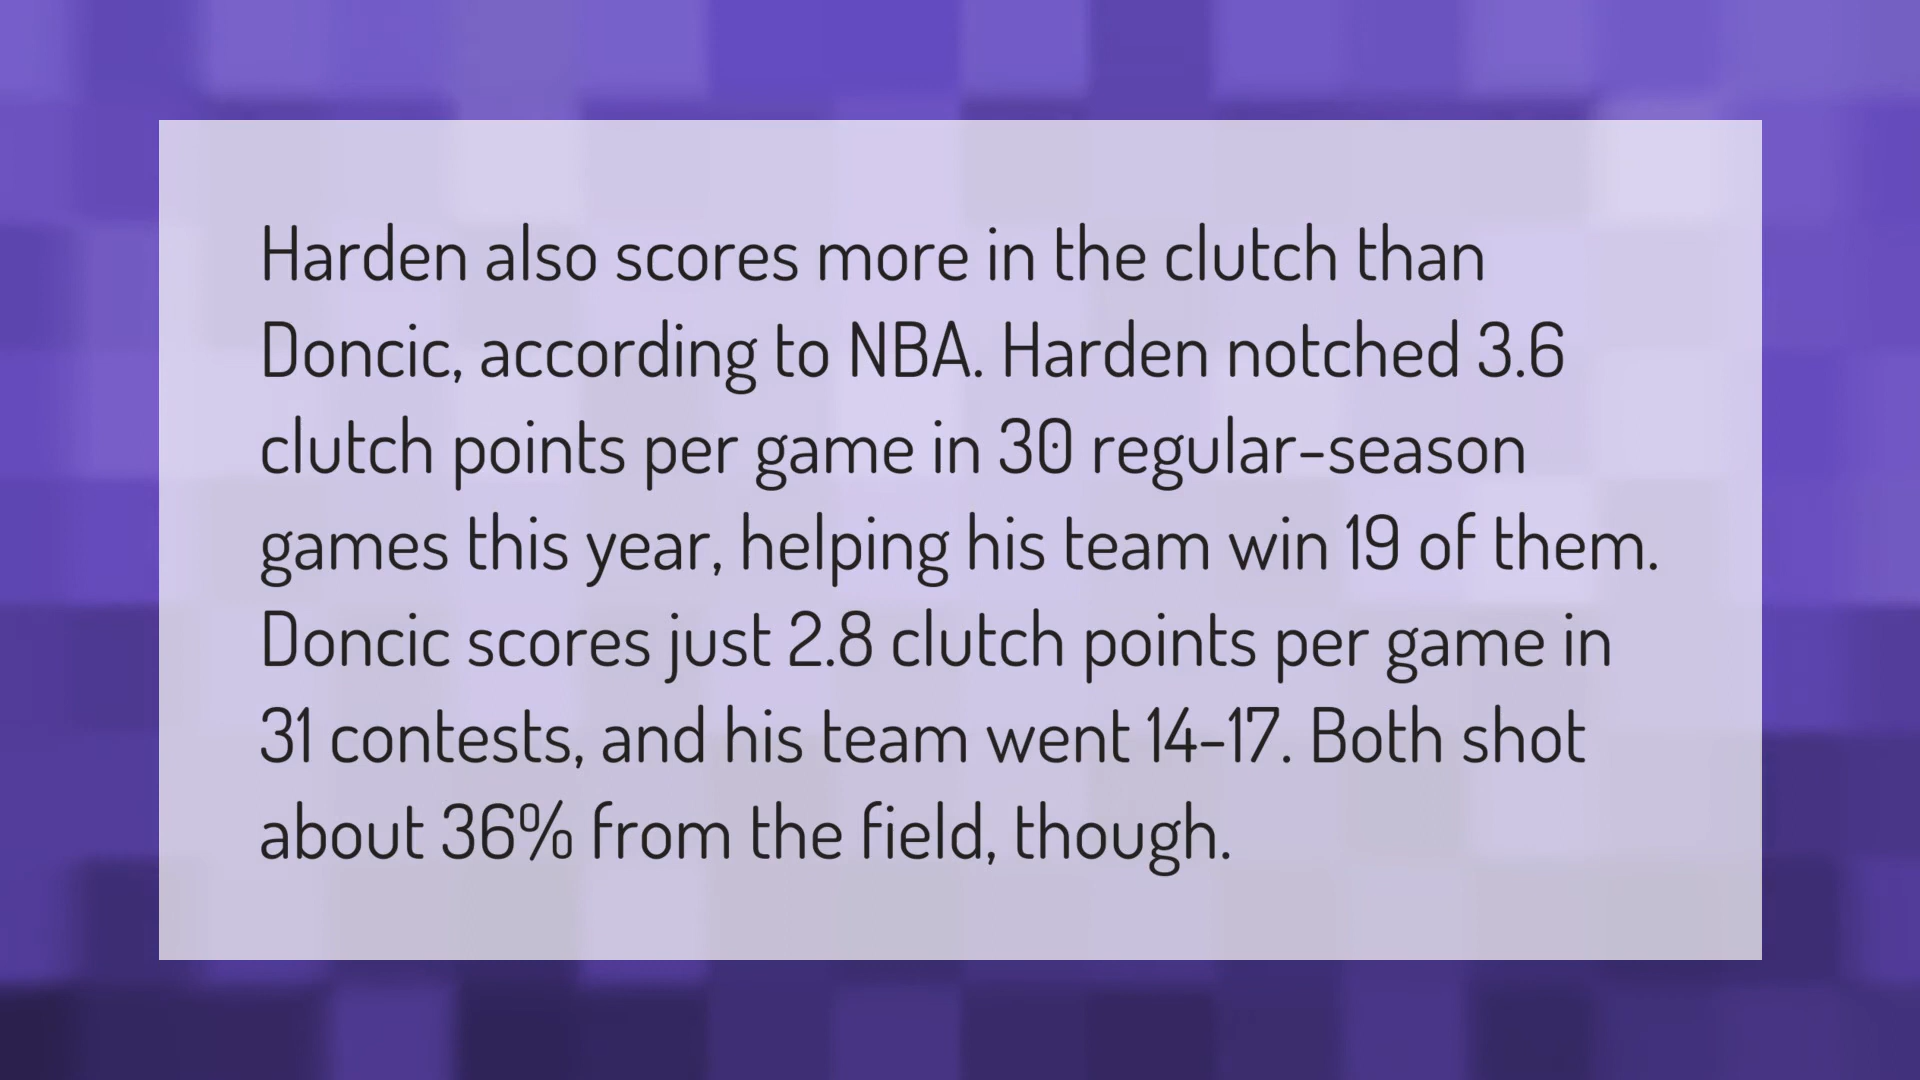 Harden also scores more in the clutch than
Doncic, according to NBA. Harden notched 3.6
clutch points per game in 30 regular-season
games this year, helping his team win 19 of them.
Doncic scores just 2.8 clutch points per game in
31 contests, and his team went 14-17. Both shot
about 36% from the field, though.